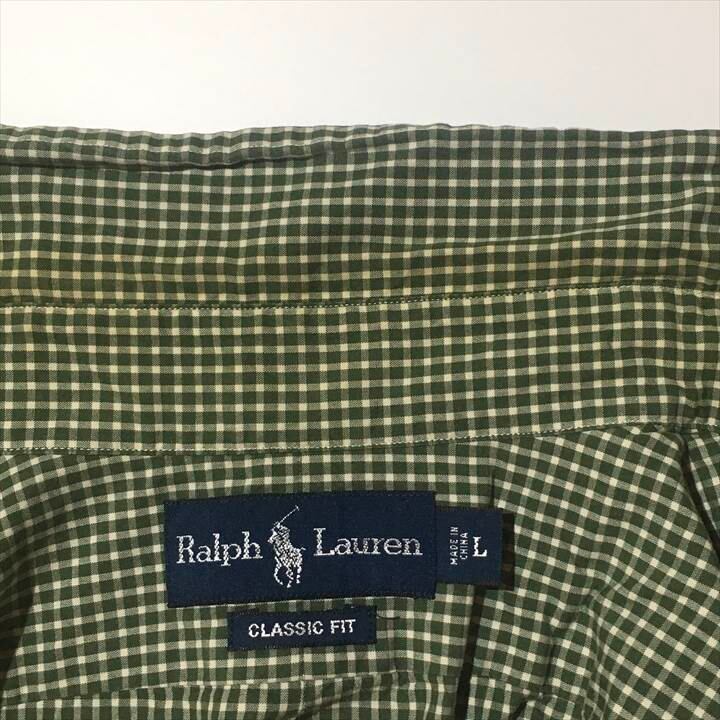 Ralph Lauren
MADE IN
CHINA
L
CLASSIC FIT